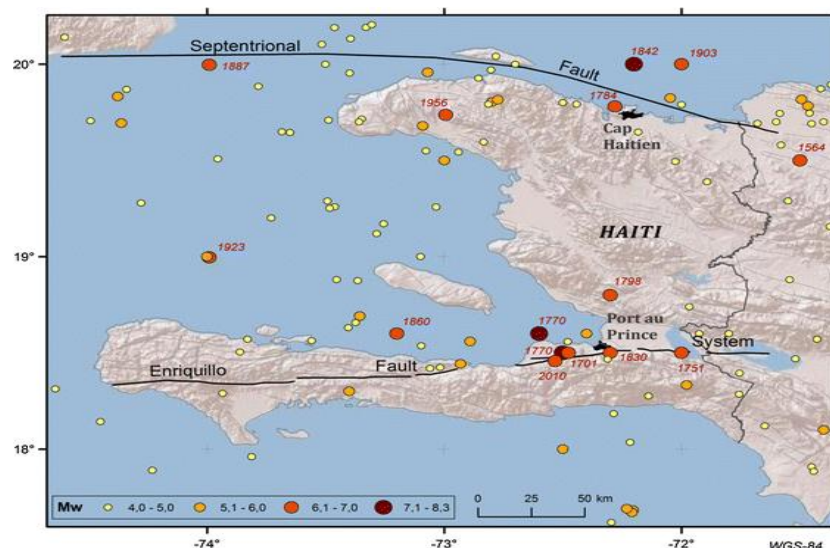 20°
Septentrional
1887
1842
1903
Fault
1784
1956
Cap
Haitien
1564
HAITI
19°
1923
1798
Port au
Prince
1770
1860
System
1770
1701
1830
1751
2010
Enriquillo
Fault
18°
Mw
4,0 - 5,0
5,1 - 6,0
6,1 - 7,0
7,1 - 8,3
0 25 50 km
-74° -73° -72°
WGS-84